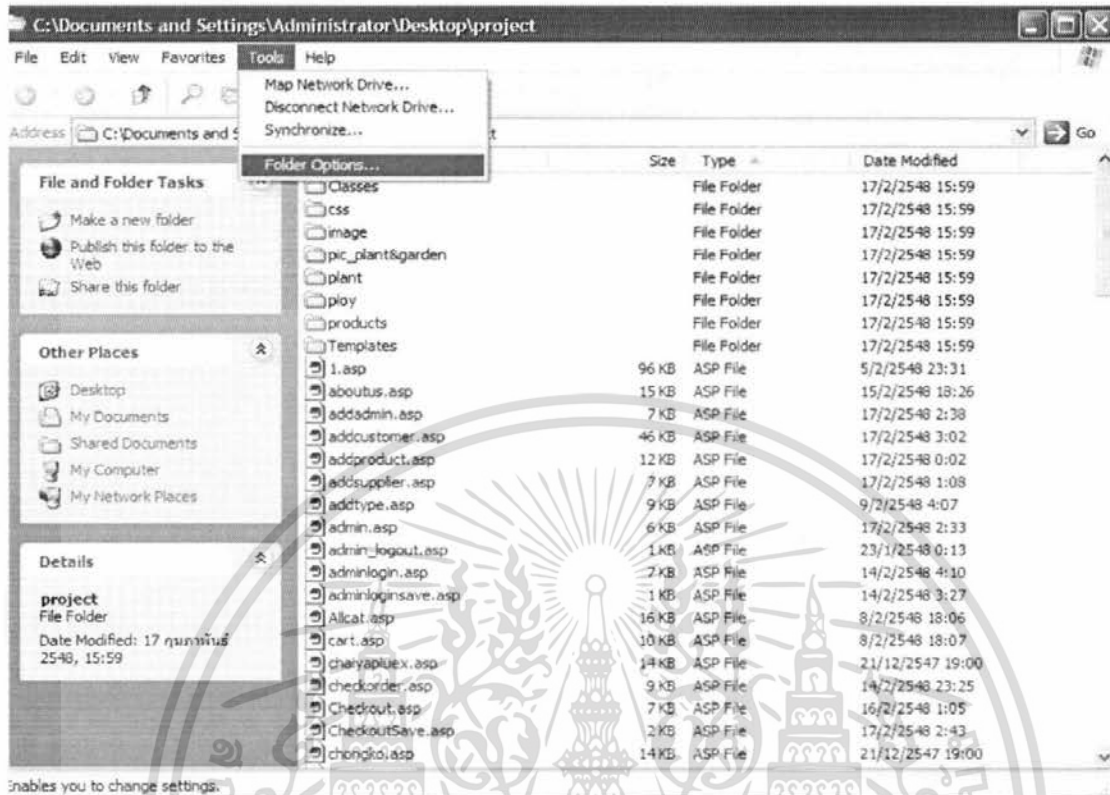 C:\Documents and Settings\Administrator\Desktop\project
File Edit View Favorites Tools Help
Map Network Drive...
Disconnect Network Drive...
Synchronize...
Folder Options...
Address C:\Documents and S t Go
Size Type Date Modified
File and Folder Tasks
Make a new folder
Publish this folder to the
Web
Share this folder
Other Places
Desktop
My Documents
Shared Documents
My Computer
My Network Places
Details
project
File Folder
Date Modified: 17 กุมภาพันธ์
2548, 15:59
Classes File Folder 17/2/2548 15:59
css File Folder 17/2/2548 15:59
image File Folder 17/2/2548 15:59
pic_plant&garden File Folder 17/2/2548 15:59
plant File Folder 17/2/2548 15:59
ploy File Folder 17/2/2548 15:59
products File Folder 17/2/2548 15:59
Templates File Folder 17/2/2548 15:59
1.asp 96 KB ASP File 5/2/2548 23:31
aboutus.asp 15 KB ASP File 15/2/2548 18:26
addadmin.asp 7 KB ASP File 17/2/2548 2:38
addcustomer.asp 46 KB ASP File 17/2/2548 3:02
addproduct.asp 12 KB ASP File 17/2/2548 0:02
addsupplier.asp 7 KB ASP File 17/2/2548 1:08
addtype.asp 9 KB ASP File 9/2/2548 4:07
admin.asp 6 KB ASP File 17/2/2548 2:33
admin_logout.asp 1 KB ASP File 23/1/2548 0:13
adminlogin.asp 7 KB ASP File 14/2/2548 4:10
adminloginsave.asp 1 KB ASP File 14/2/2548 3:27
Allcat.asp 16 KB ASP File 8/2/2548 18:06
cart.asp 10 KB ASP File 8/2/2548 18:07
chaiyapluex.asp 14 KB ASP File 21/12/2547 19:00
checkorder.asp 9 KB ASP File 14/2/2548 23:25
Checkout.asp 7 KB ASP File 16/2/2548 1:05
CheckoutSave.asp 2 KB ASP File 17/2/2548 2:43
chongko.asp 14 KB ASP File 21/12/2547 19:00
Enables you to change settings.